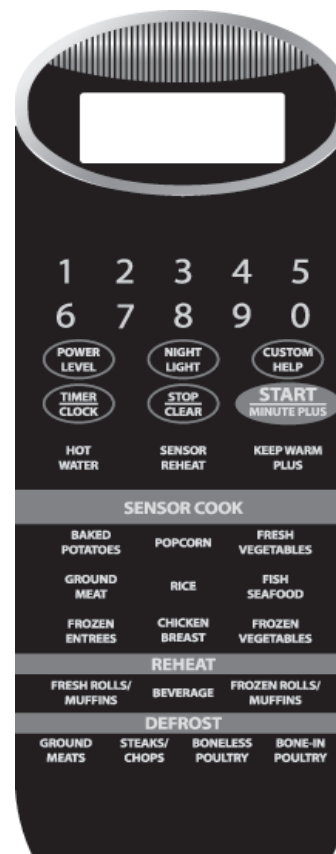 1 2 3 4 5
6 7 8 9 0
POWER LEVEL
NIGHT LIGHT
CUSTOM HELP
TIMER CLOCK
STOP CLEAR
START MINUTE PLUS
HOT WATER
SENSOR REHEAT
KEEP WARM PLUS
SENSOR COOK
BAKED POTATOES
POPCORN
FRESH VEGETABLES
GROUND MEAT
RICE
FISH SEAFOOD
FROZEN ENTREES
CHICKEN BREAST
FROZEN VEGETABLES
REHEAT
FRESH ROLLS/ MUFFINS
BEVERAGE
FROZEN ROLLS/ MUFFINS
DEFROST
GROUND MEATS
STEAKS/ CHOPS
BONELESS POULTRY
BONE-IN POULTRY